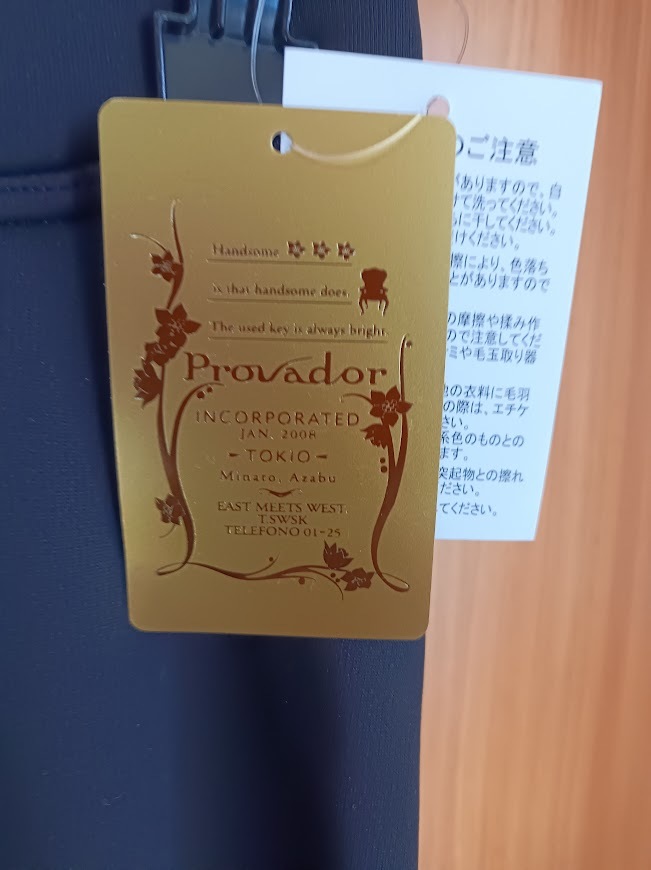 Handsome
is that handsome does.
The used key is always bright.
Provador
INCORPORATED
JAN. 2008
TOKIO
Minato, Azabu
EAST MEETS WEST,
T.SWSK
TELEFONO 01-25
のご注意
がありますので、自
けて洗ってください。
に干してください。
けください。
擦により、色落ち
とがありますので
の摩擦や揉み作
ので注意してくだ
ミや毛玉取り器
他の衣料に毛羽
の際は、エチケ
さい。
系色のものとの
ます。
突起物との擦れ
ださい。
てください。